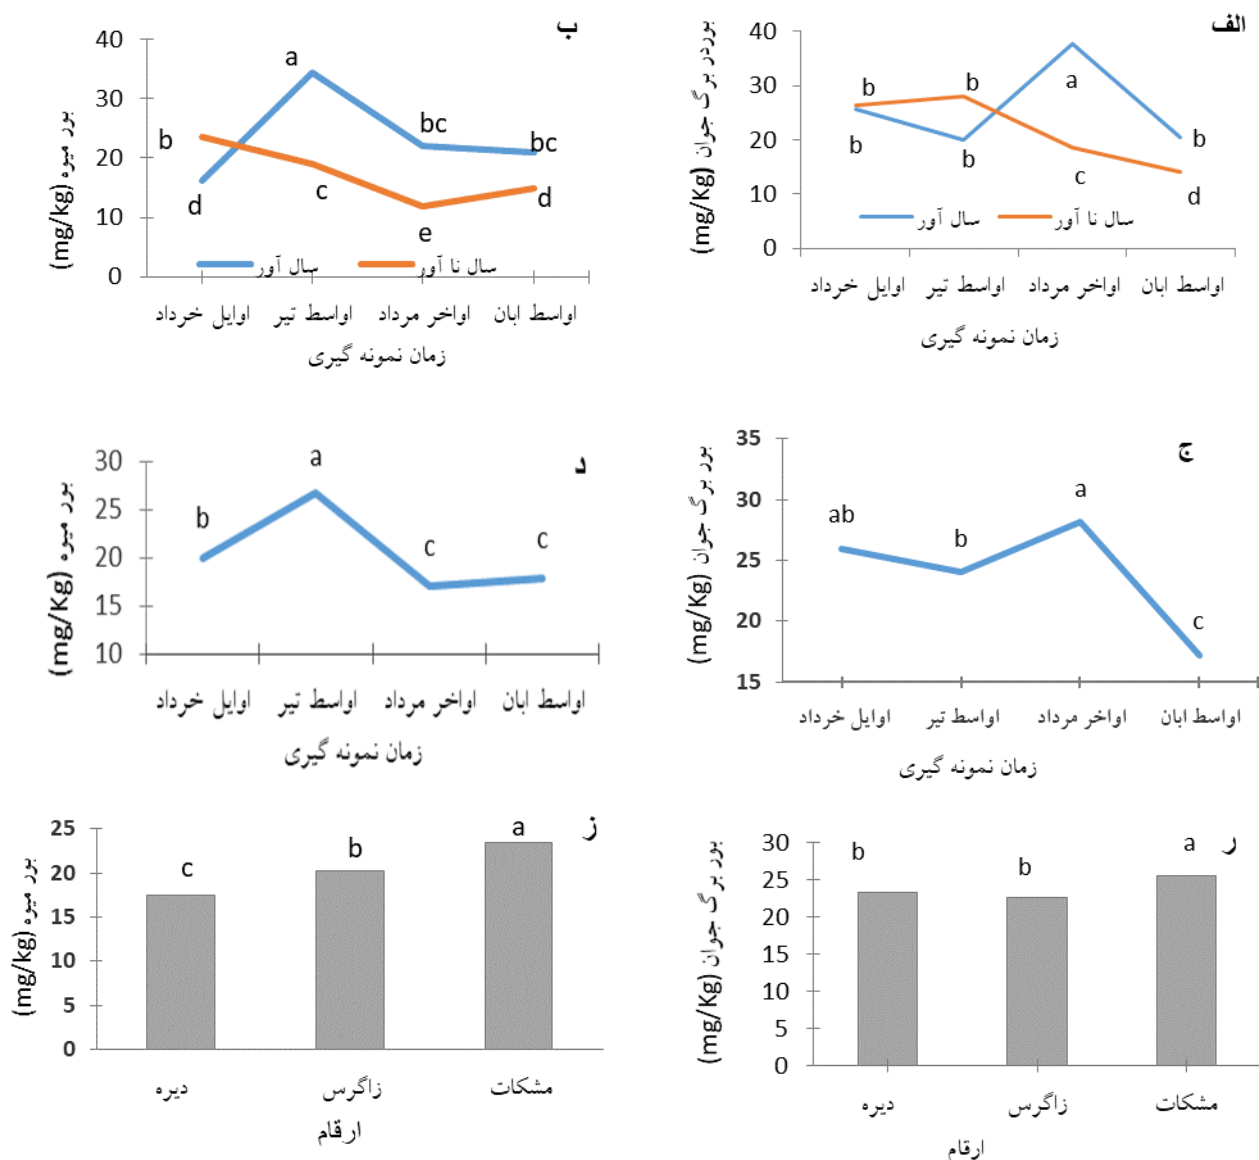 الف
بوردر برگ جوان (mg/Kg)
40
30
20
10
0
b
b
a
b
b
b
c
d
سال آور
سال نا آور
اوایل خرداد
اواسط تیر
اواخر مرداد
اواسط ابان
زمان نمونه گیری
ب
بور میوه (mg/kg)
40
30
20
10
0
a
b
bc
bc
d
c
e
d
سال آور
سال نا آور
اوایل خرداد
اواسط تیر
اواخر مرداد
اواسط ابان
زمان نمونه گیری
ج
بور برگ جوان (mg/Kg)
35
30
25
20
15
ab
b
a
c
اوایل خرداد
اواسط تیر
اواخر مرداد
اواسط ابان
زمان نمونه گیری
د
بور میوه (mg/Kg)
30
25
20
15
10
b
a
c
c
اوایل خرداد
اواسط تیر
اواخر مرداد
اواسط ابان
زمان نمونه گیری
ر
بور برگ جوان (mg/Kg)
30
25
20
15
10
5
0
b
b
a
دیره
زاگرس
مشکات
ارقام
ز
بور میوه (mg/kg)
25
20
15
10
5
0
c
b
a
دیره
زاگرس
مشکات
ارقام